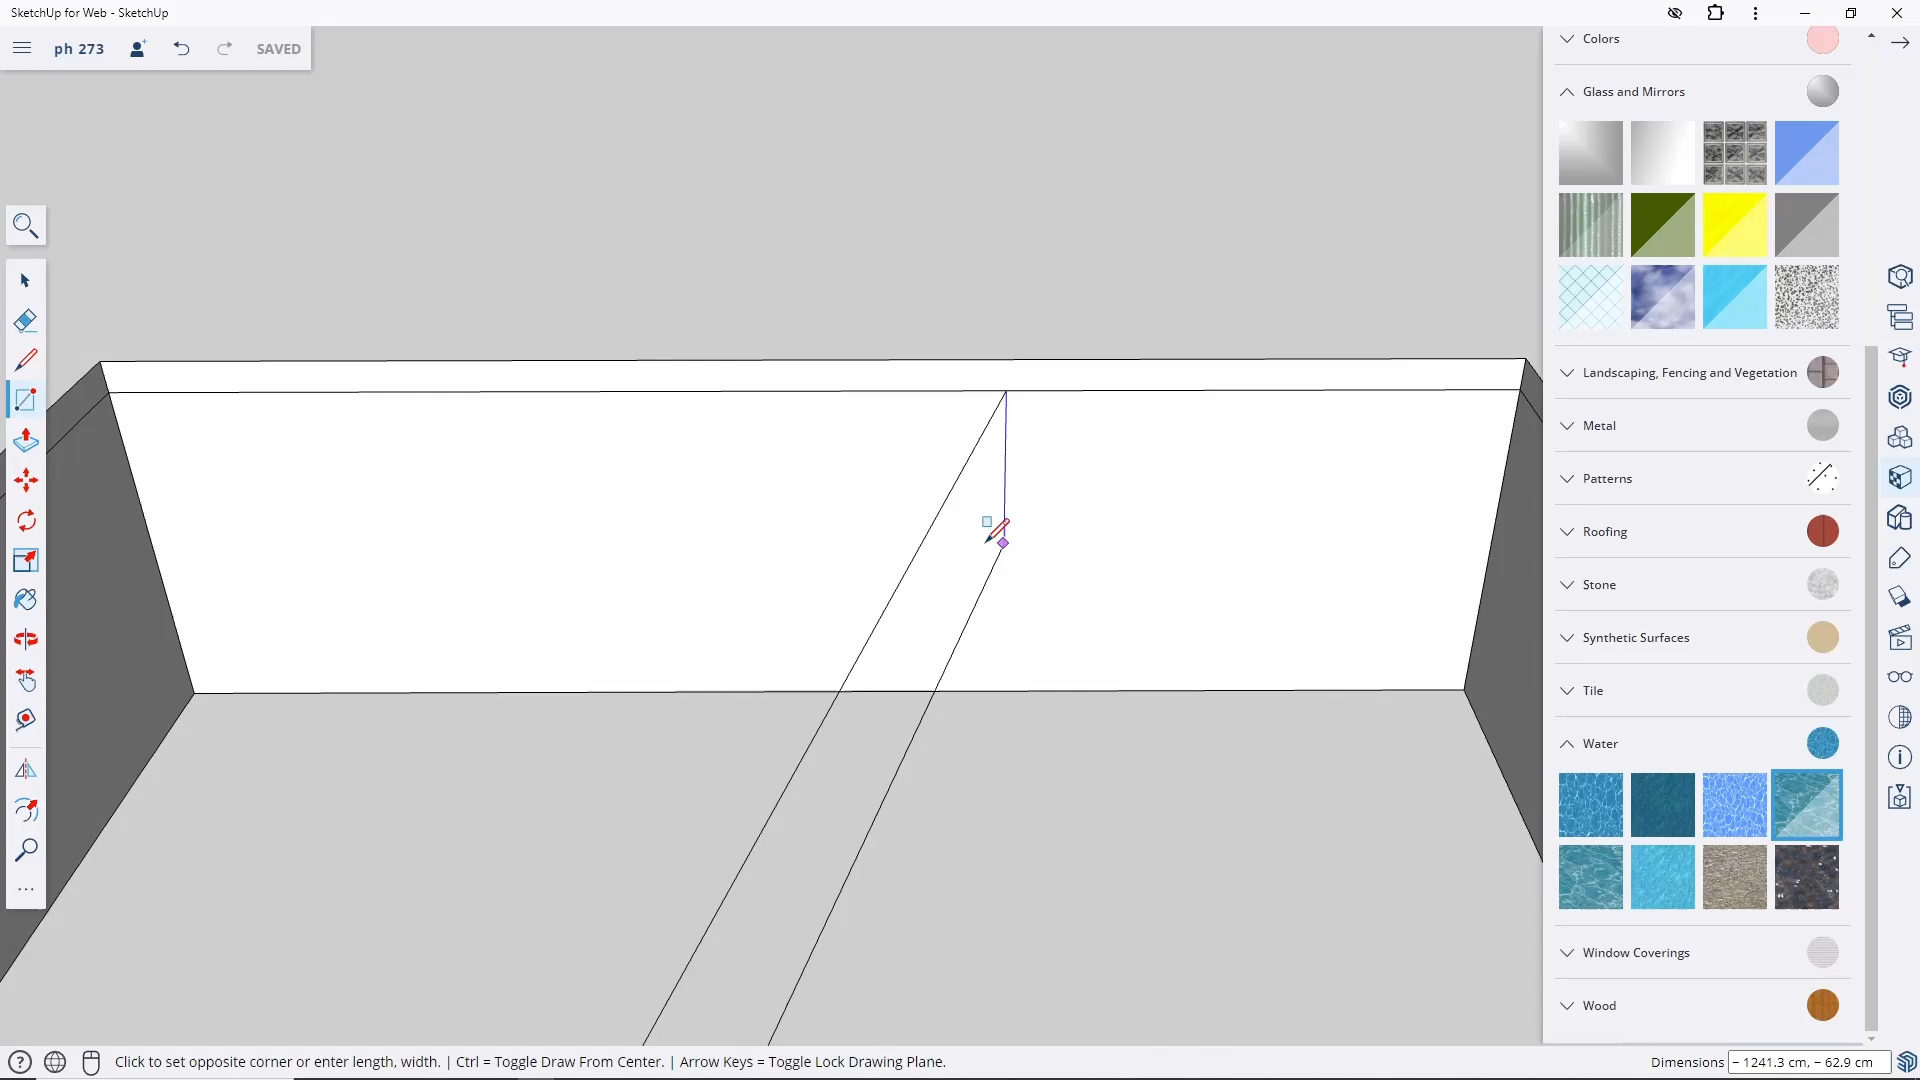 SketchUp for Web - SketchUp
ph 273
SAVED
Colors
Glass and Mirrors
Landscaping, Fencing and Vegetation
Metal
Patterns
Roofing
Stone
Synthetic Surfaces
Tile
Water
Window Coverings
Wood
Click to set opposite corner or enter length, width. | Ctrl = Toggle Draw From Center. | Arrow Keys = Toggle Lock Drawing Plane.
Dimensions ~ 1241.3 cm, ~ 62.9 cm